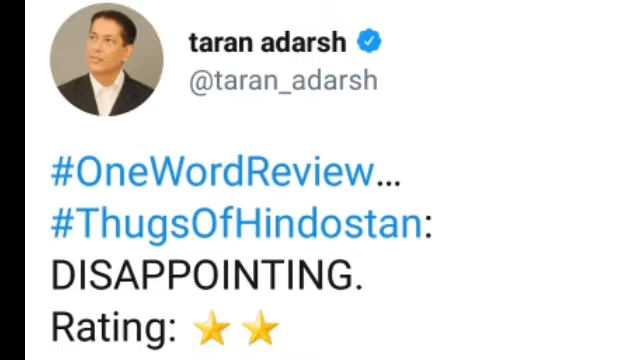 taran adarsh
@taran_adarsh
#OneWordReview...
#ThugsOfHindostan:
DISAPPOINTING.
Rating: ⭐⭐